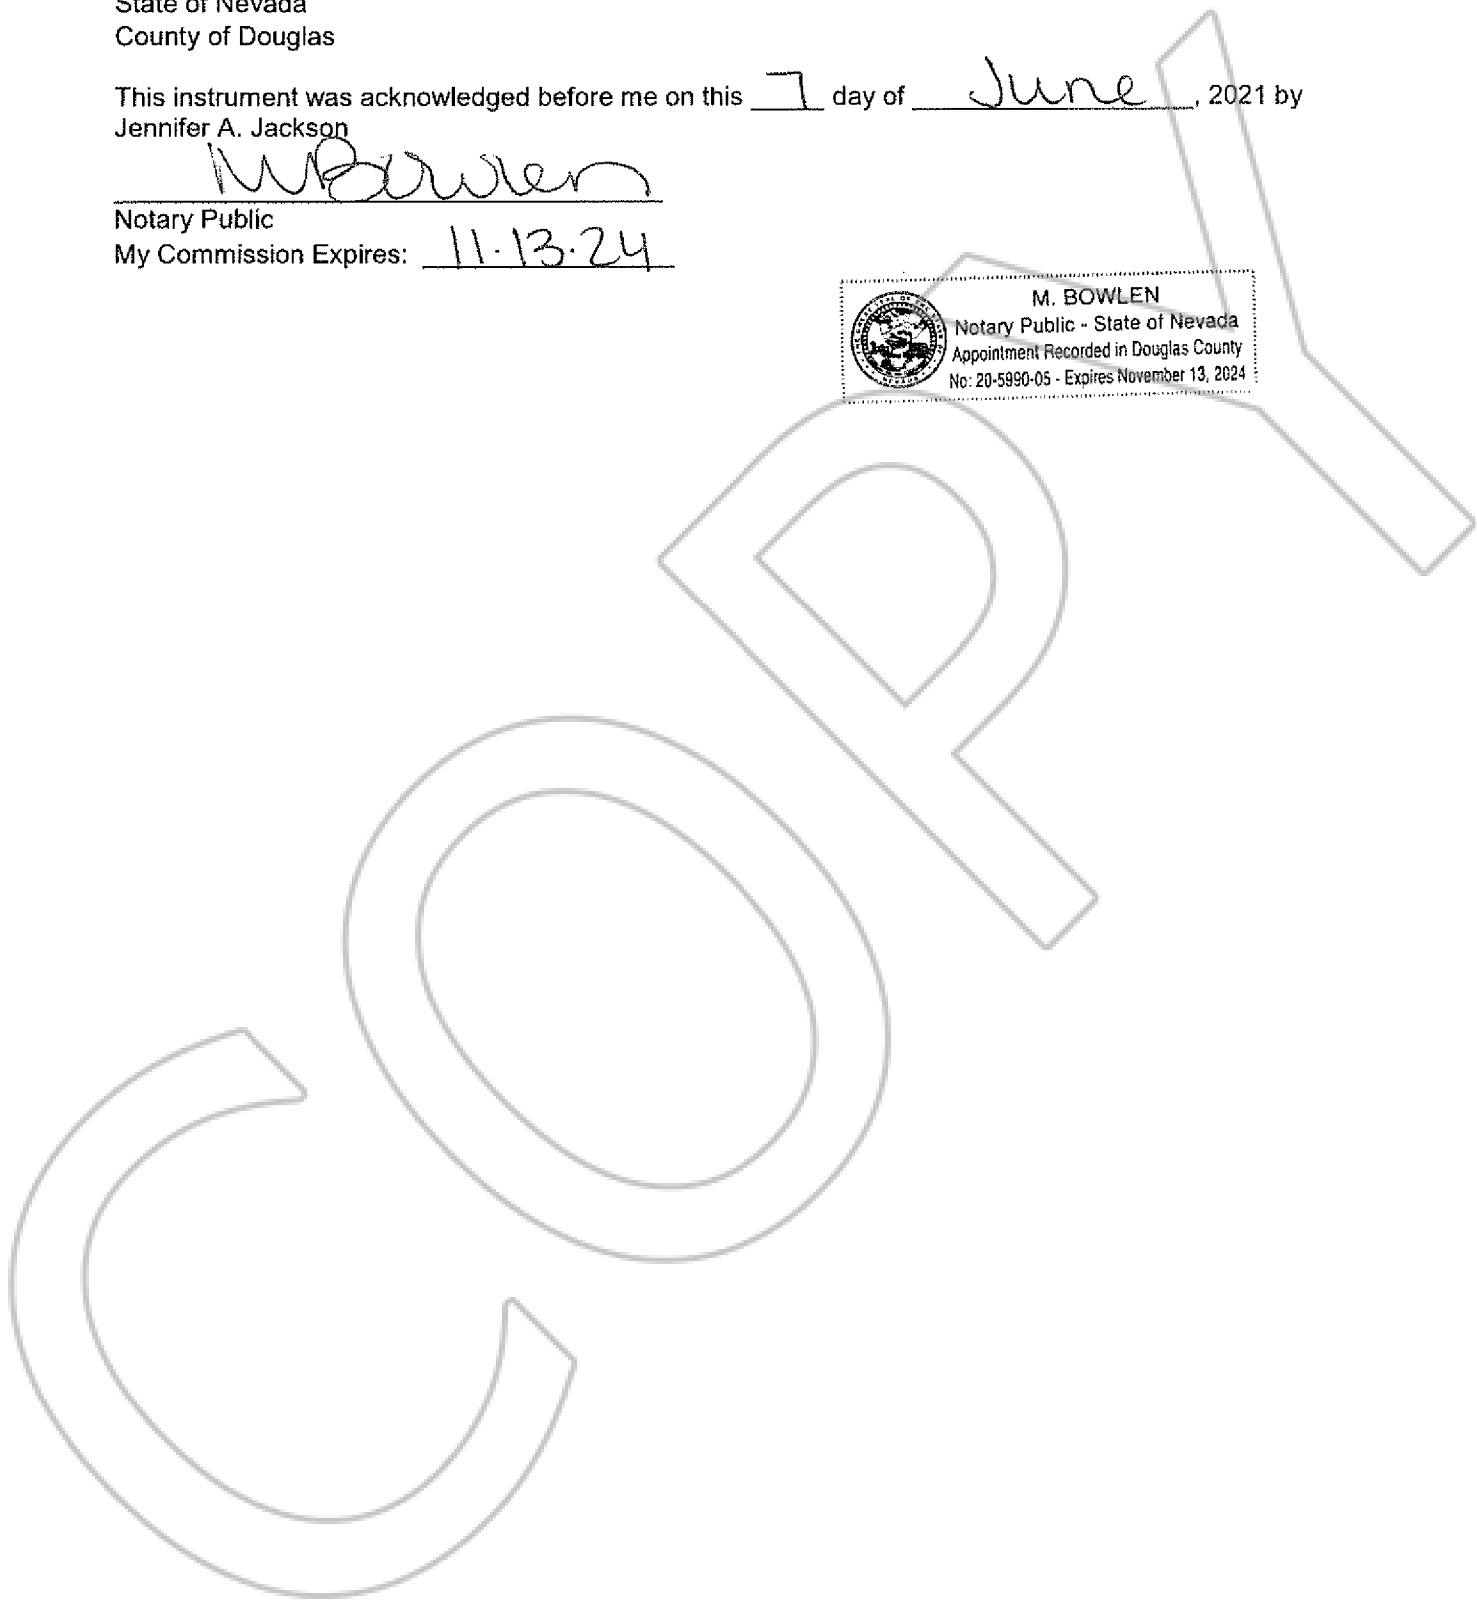 State of Nevada
County of Douglas
This instrument was acknowledged before me on this 7 day of June, 2021 by
Jennifer A. Jackson
MBowlen
Notary Public
My Commission Expires: 11.13.24
M. BOWLEN
Notary Public - State of Nevada
Appointment Recorded in Douglas County
No: 20-5990-05 - Expires November 13, 2024
COPY